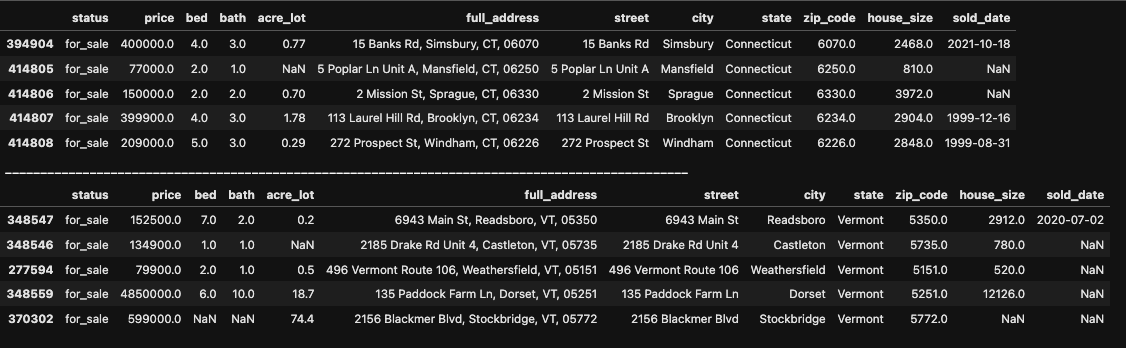 status price bed bath acre_lot full_address street city state zip_code house_size sold_date
394904 for_sale 400000.0 4.0 3.0 0.77 15 Banks Rd, Simsbury, CT, 06070 15 Banks Rd Simsbury Connecticut 6070.0 2468.0 2021-10-18
414805 for_sale 77000.0 2.0 1.0 NaN 5 Poplar Ln Unit A, Mansfield, CT, 06250 5 Poplar Ln Unit A Mansfield Connecticut 6250.0 810.0 NaN
414806 for_sale 150000.0 2.0 2.0 0.70 2 Mission St, Sprague, CT, 06330 2 Mission St Sprague Connecticut 6330.0 3972.0 NaN
414807 for_sale 399900.0 4.0 3.0 1.78 113 Laurel Hill Rd, Brooklyn, CT, 06234 113 Laurel Hill Rd Brooklyn Connecticut 6234.0 2904.0 1999-12-16
414808 for_sale 209000.0 5.0 3.0 0.29 272 Prospect St, Windham, CT, 06226 272 Prospect St Windham Connecticut 6226.0 2848.0 1999-08-31
status price bed bath acre_lot full_address street city state zip_code house_size sold_date
348547 for_sale 152500.0 7.0 2.0 0.2 6943 Main St, Readsboro, VT, 05350 6943 Main St Readsboro Vermont 5350.0 2912.0 2020-07-02
348546 for_sale 134900.0 1.0 1.0 NaN 2185 Drake Rd Unit 4, Castleton, VT, 05735 2185 Drake Rd Unit 4 Castleton Vermont 5735.0 780.0 NaN
277594 for_sale 79900.0 2.0 1.0 0.5 496 Vermont Route 106, Weathersfield, VT, 05151 496 Vermont Route 106 Weathersfield Vermont 5151.0 520.0 NaN
348559 for_sale 4850000.0 6.0 10.0 18.7 135 Paddock Farm Ln, Dorset, VT, 05251 135 Paddock Farm Ln Dorset Vermont 5251.0 12126.0 NaN
370302 for_sale 599000.0 NaN NaN 74.4 2156 Blackmer Blvd, Stockbridge, VT, 05772 2156 Blackmer Blvd Stockbridge Vermont 5772.0 NaN NaN